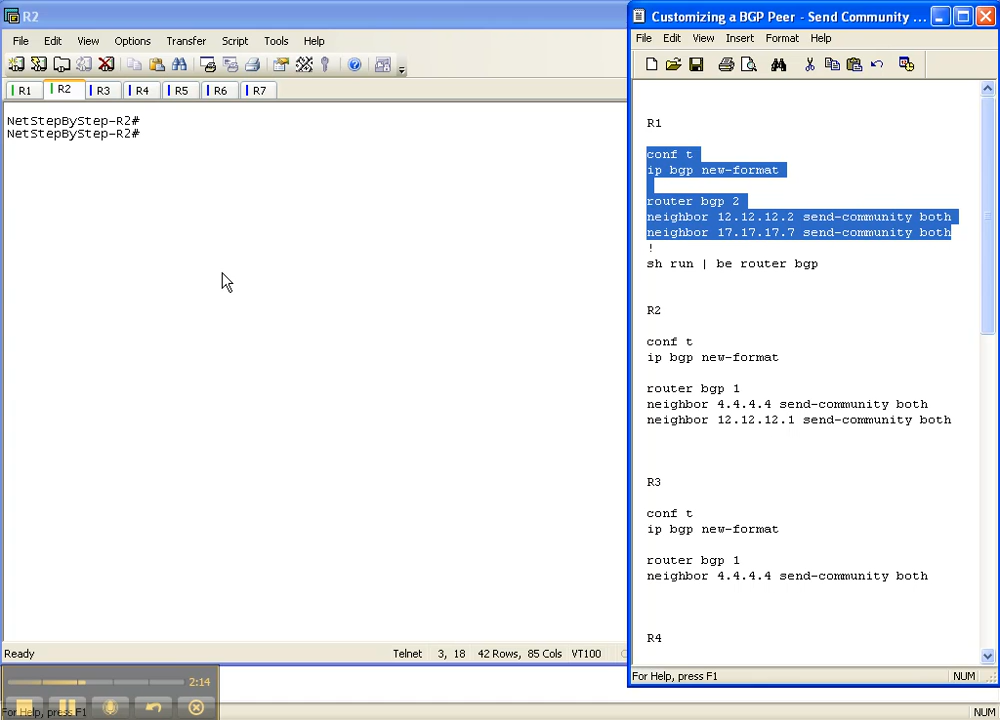 R2
File Edit View Options Transfer Script Tools Help
R1 R2 R3 R4 R5 R6 R7
NetStepByStep-R2#
NetStepByStep-R2#
Ready Telnet 3, 18 42 Rows, 85 Cols VT100
2:14
For Help, press F1 NUM
Customizing a BGP Peer - Send Community ...
File Edit View Insert Format Help
R1
conf t
ip bgp new-format
router bgp 2
neighbor 12.12.12.2 send-community both
neighbor 17.17.17.7 send-community both
!
sh run | be router bgp
R2
conf t
ip bgp new-format
router bgp 1
neighbor 4.4.4.4 send-community both
neighbor 12.12.12.1 send-community both
R3
conf t
ip bgp new-format
router bgp 1
neighbor 4.4.4.4 send-community both
R4
For Help, press F1 NUM